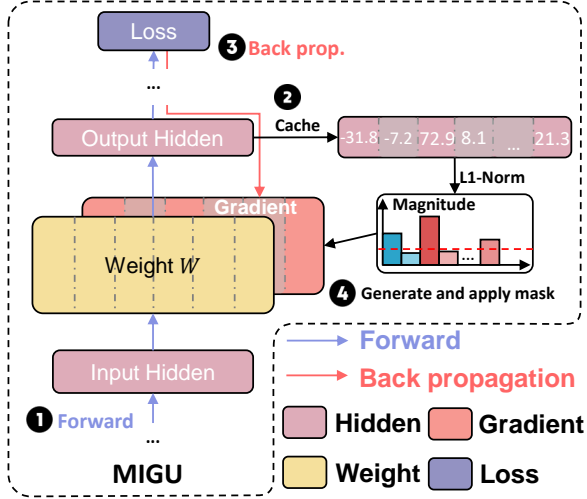 Loss
3 Back prop.
...
2
Output Hidden
Cache
-31.8 -7.2 72.9 8.1 ... 21.3
L1-Norm
Gradient
Magnitude
Weight W
...
4 Generate and apply mask
Input Hidden
1 Forward
...
MIGU
Forward
Back propagation
Hidden
Gradient
Weight
Loss